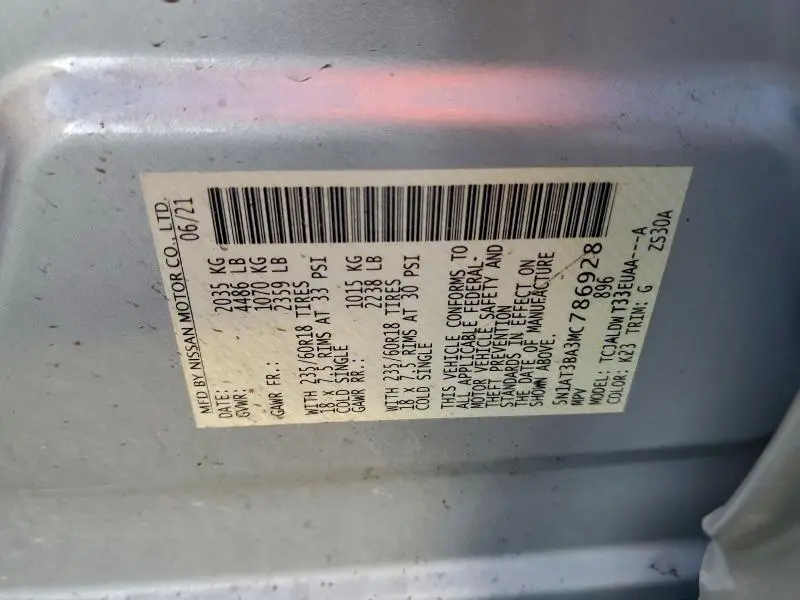 MFD BY NISSAN MOTOR CO., LTD.
DATE: 06/21
GVWR: 2035 KG
4486 LB
GAWR FR.: 1070 KG
2359 LB
WITH 235/60R18 TIRES
18 X 7.5 RIMS AT 33 PSI
COLD SINGLE
GAWR RR.: 1015 KG
2238 LB
WITH 235/60R18 TIRES
18 X 7.5 RIMS AT 30 PSI
COLD SINGLE
THIS VEHICLE CONFORMS TO
ALL APPLICABLE FEDERAL-
MOTOR VEHICLE SAFETY AND
THEFT PREVENTION
STANDARDS IN EFFECT ON
THE DATE OF MANUFACTURE
SHOWN ABOVE.
5N1AT3BA3MC786928
MPV 896
MODEL: TCJALDWT33EUAA---A
COLOR: K23 TRIM: G ZS30A